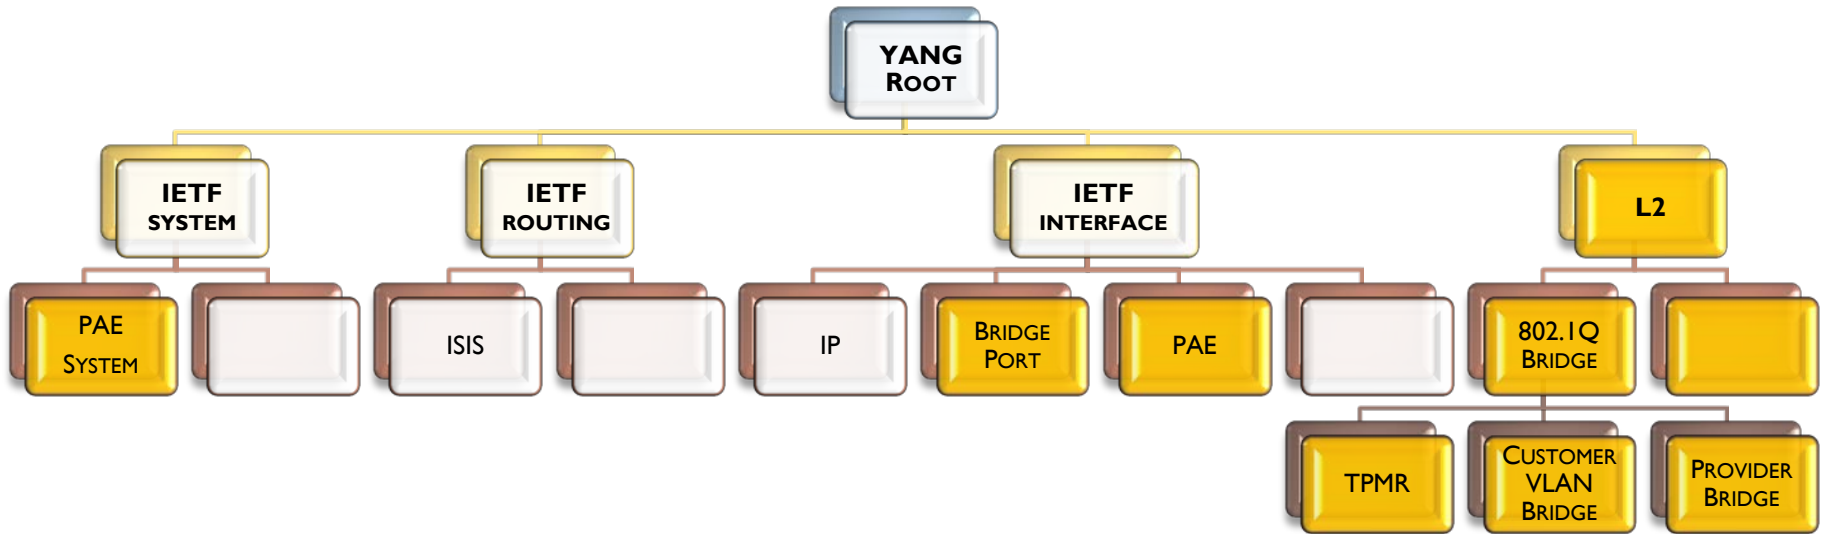 YANG
ROOT
IETF
SYSTEM
IETF
ROUTING
IETF
INTERFACE
L2
PAE
SYSTEM
ISIS
IP
BRIDGE
PORT
PAE
802.1Q
BRIDGE
TPMR
CUSTOMER
VLAN
BRIDGE
PROVIDER
BRIDGE